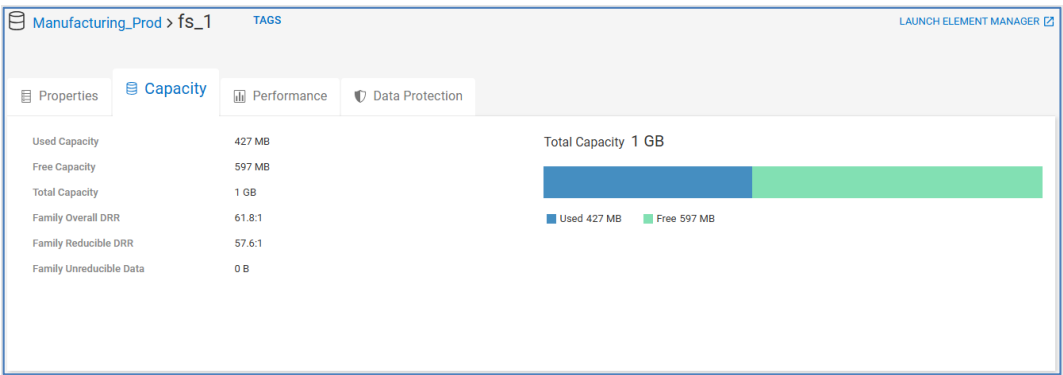 Manufacturing_Prod > fs_1 TAGS LAUNCH ELEMENT MANAGER
Properties Capacity Performance Data Protection
Used Capacity 427 MB
Free Capacity 597 MB
Total Capacity 1 GB
Family Overall DRR 61.8:1
Family Reducible DRR 57.6:1
Family Unreducible Data 0 B
Total Capacity 1 GB
Used 427 MB Free 597 MB